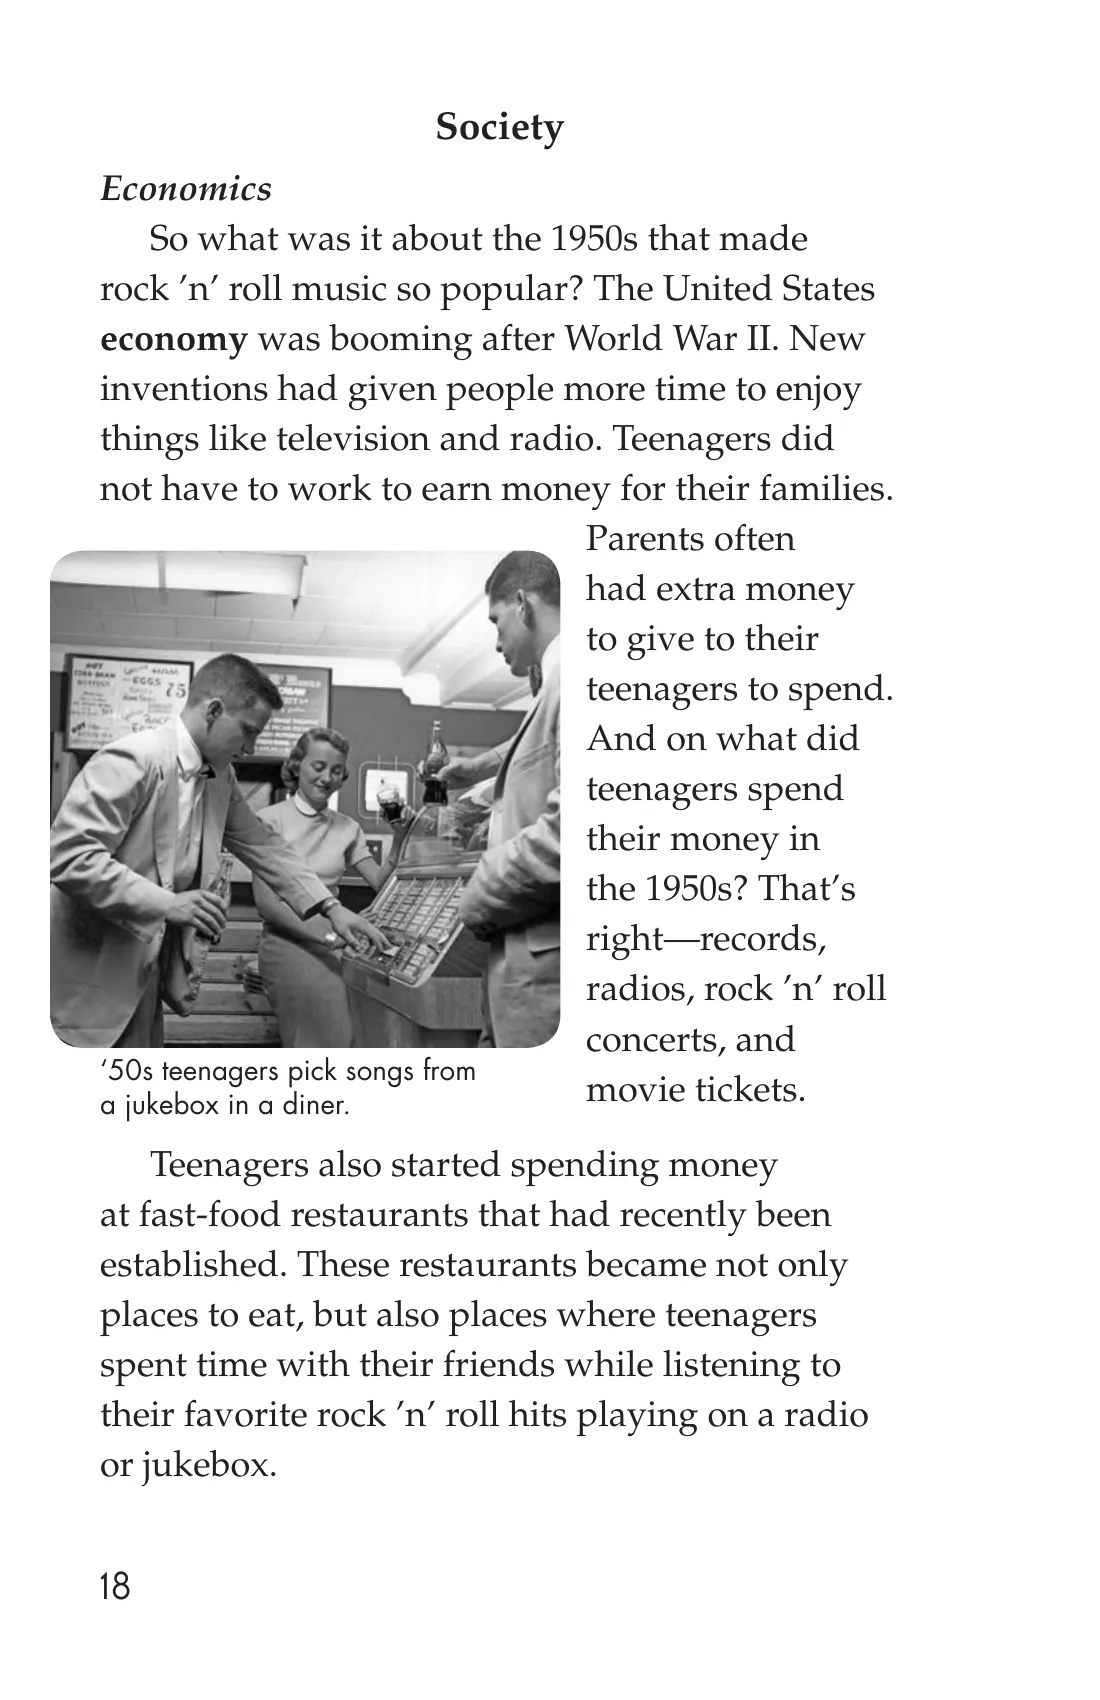 Society
Economics
So what was it about the 1950s that made
rock ’n’ roll music so popular? The United States
economy was booming after World War II. New
inventions had given people more time to enjoy
things like television and radio. Teenagers did
not have to work to earn money for their families.
Parents often
had extra money
to give to their
teenagers to spend.
And on what did
teenagers spend
their money in
the 1950s? That’s
right—records,
radios, rock ’n’ roll
concerts, and
movie tickets.
EGGS
75
‘50s teenagers pick songs from
a jukebox in a diner.
Teenagers also started spending money
at fast-food restaurants that had recently been
established. These restaurants became not only
places to eat, but also places where teenagers
spent time with their friends while listening to
their favorite rock ’n’ roll hits playing on a radio
or jukebox.
18